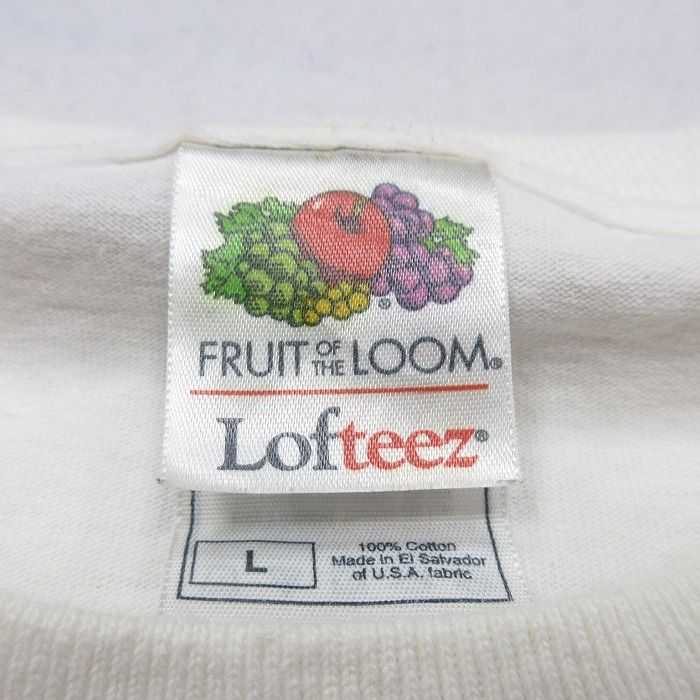 ®
FRUIT OF THE LOOM®
Lofteez®
L
100% Cotton
Made in El Salvador
of U.S.A. fabric